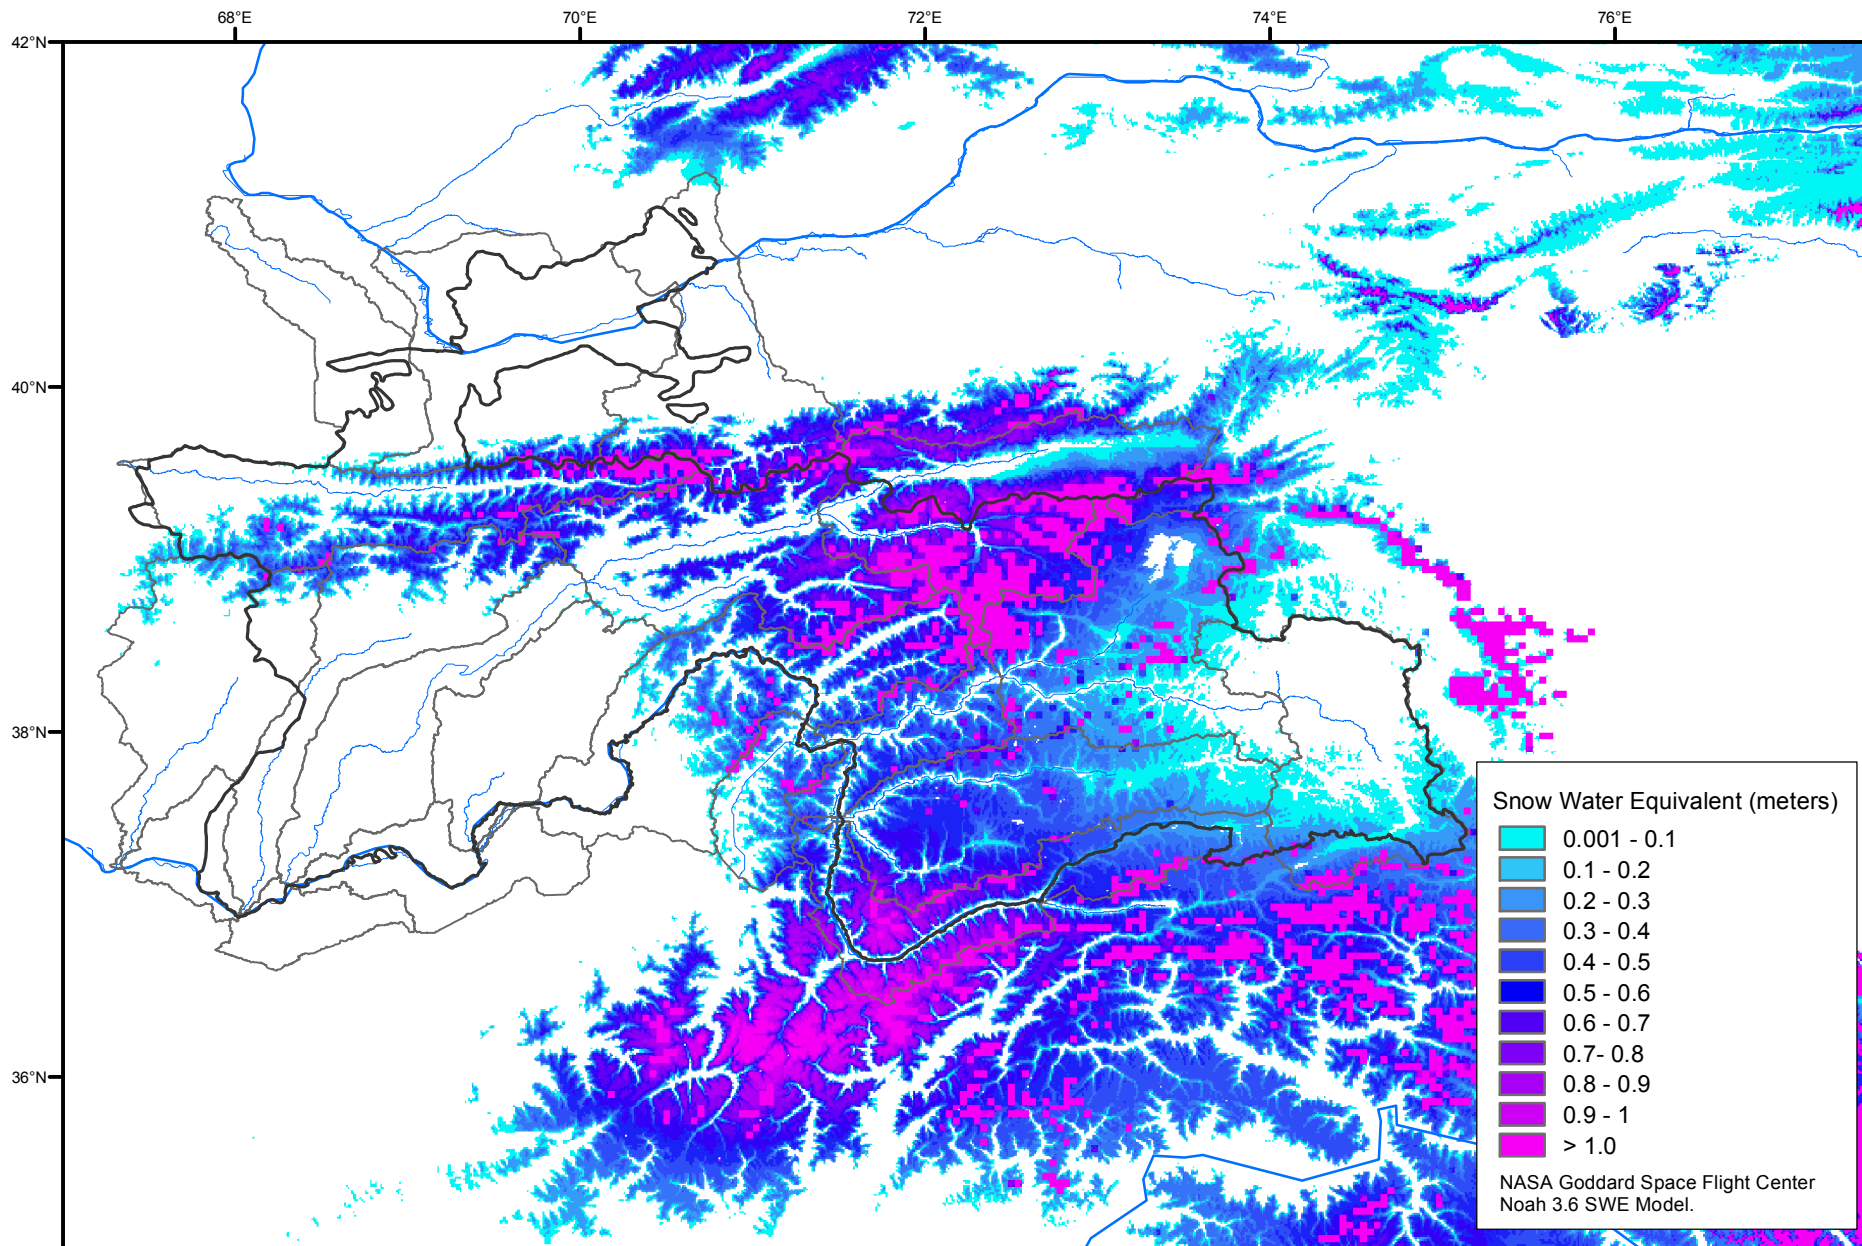 68°E 70°E 72°E 74°E 76°E
42°N
40°N
38°N
36°N
Snow Water Equivalent (meters)
0.001 - 0.1
0.1 - 0.2
0.2 - 0.3
0.3 - 0.4
0.4 - 0.5
0.5 - 0.6
0.6 - 0.7
0.7- 0.8
0.8 - 0.9
0.9 - 1
> 1.0
NASA Goddard Space Flight Center
Noah 3.6 SWE Model.